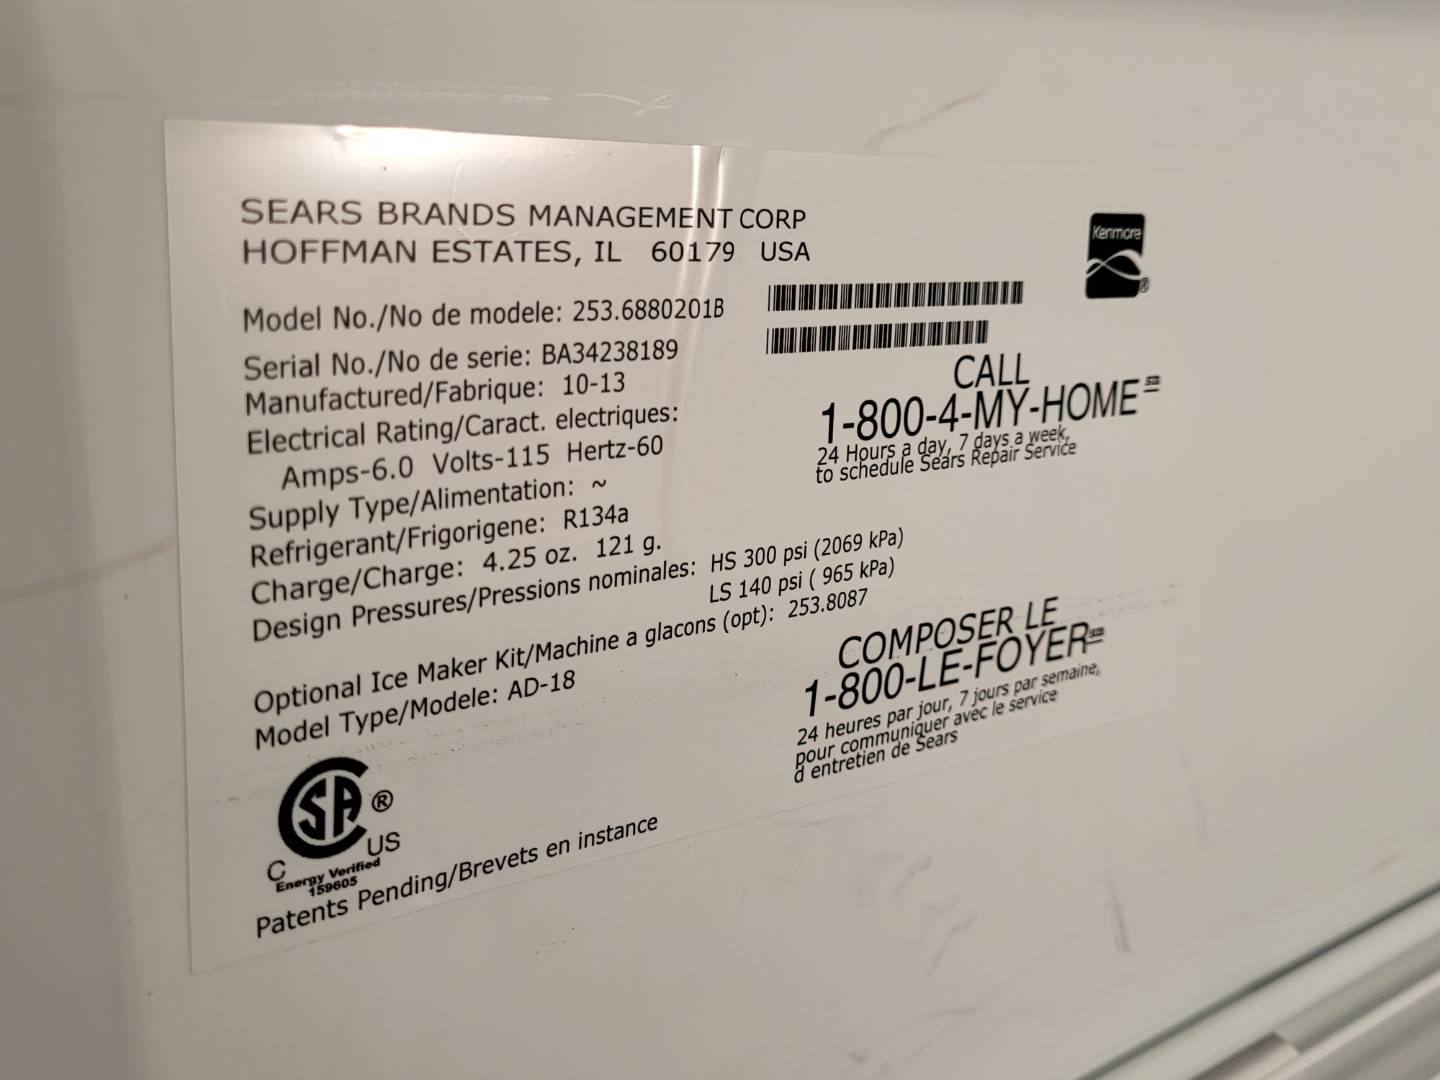 SEARS BRANDS MANAGEMENT CORP
HOFFMAN ESTATES, IL 60179 USA
Kenmore ®
Model No./No de modele: 253.6880201B
Serial No./No de serie: BA34238189
Manufactured/Fabrique: 10-13
Electrical Rating/Caract. electriques:
Amps-6.0 Volts-115 Hertz-60
Supply Type/Alimentation: ~
Refrigerant/Frigorigene: R134a
Charge/Charge: 4.25 oz. 121 g.
Design Pressures/Pressions nominales: HS 300 psi (2069 kPa)
LS 140 psi ( 965 kPa)
Optional Ice Maker Kit/Machine a glacons (opt): 253.8087
Model Type/Modele: AD-18
CALL
1-800-4-MY-HOME
24 Hours a day, 7 days a week,
to schedule Sears Repair Service
COMPOSER LE
1-800-LE-FOYER
24 heures par jour, 7 jours par semaine,
pour communiquer avec le service
d entretien de Sears
CSA ®
C US
Energy Verified
159605
Patents Pending/Brevets en instance